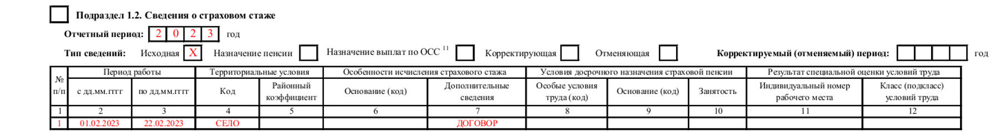 Подраздел 1.2. Сведения о страховом стаже
Отчетный период: 2 0 2 3 год
Тип сведений: Исходная X Назначение пенсии Назначение выплат по ОСС 11 Корректирующая Отменяющая Корректируемый (отменяемый) период: год
№ п/п Период работы Территориальные условия Особенности исчисления страхового стажа Условия досрочного назначения страховой пенсии Результат специальной оценки условий труда
с дд.мм.гггг по дд.мм.гггг Код Районный коэффициент Основание (код) Дополнительные сведения Особые условия труда (код) Основание (код) Занятость Индивидуальный номер рабочего места Класс (подкласс) условий труда
1 2 3 4 5 6 7 8 9 10 11 12
1 01.02.2023 22.02.2023 СЕЛО ДОГОВОР